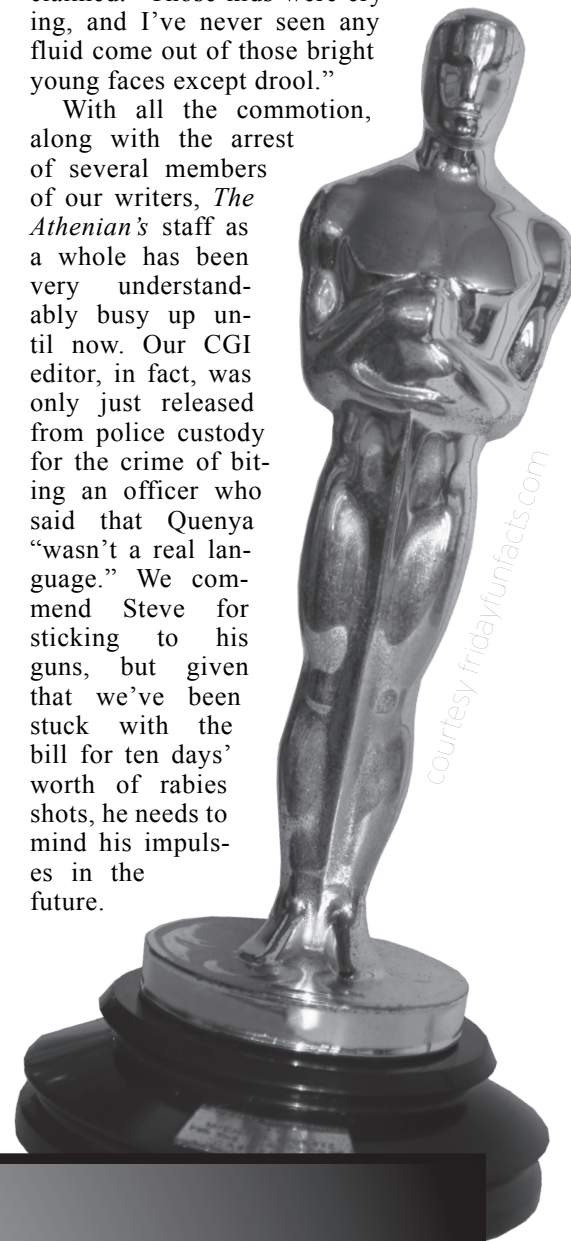 ing, and I’ve never seen any
fluid come out of those bright
young faces except drool.”
With all the commotion,
along with the arrest
of several members
of our writers, The
Athenian’s staff as
a whole has been
very understand-
ably busy up un-
til now. Our CGI
editor, in fact, was
only just released
from police custody
for the crime of bit-
ing an officer who
said that Quenya
“wasn’t a real lan-
guage.” We com-
mend Steve for
sticking to his
guns, but given
that we’ve been
stuck with the
bill for ten days’
worth of rabies
shots, he needs to
mind his impuls-
es in the
future.
courtesy fridayfunfacts.com